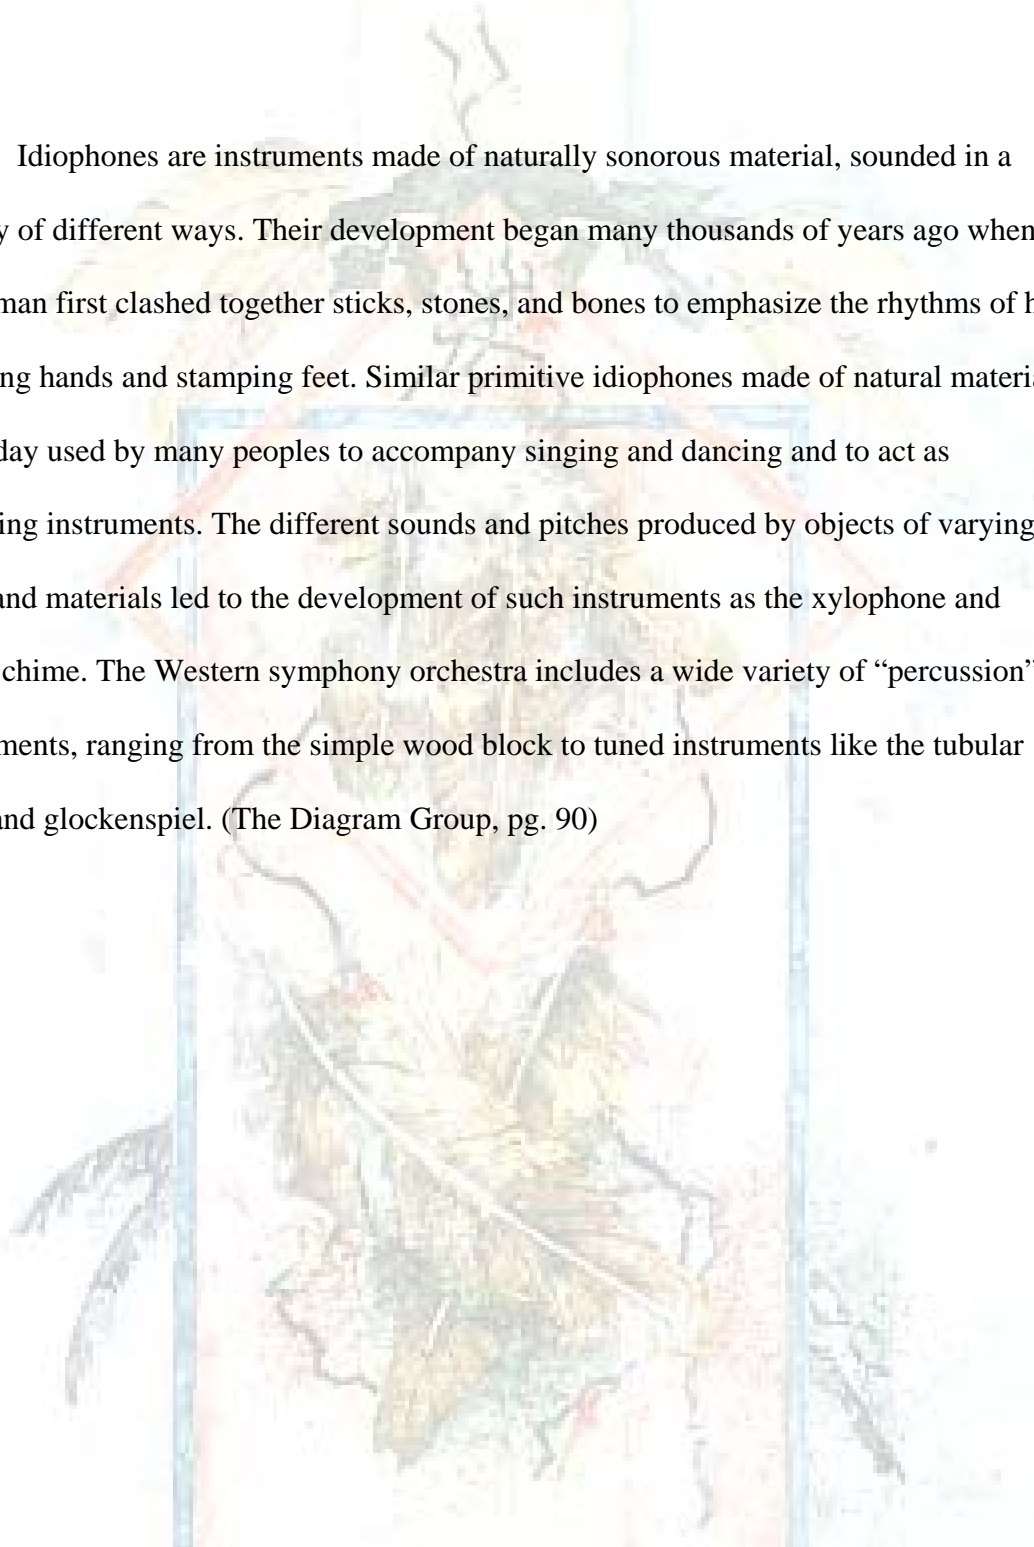 Idiophones are instruments made of naturally sonorous material, sounded in a
y of different ways. Their development began many thousands of years ago when
man first clashed together sticks, stones, and bones to emphasize the rhythms of h
ng hands and stamping feet. Similar primitive idiophones made of natural materi
day used by many peoples to accompany singing and dancing and to act as
ing instruments. The different sounds and pitches produced by objects of varying
and materials led to the development of such instruments as the xylophone and
chime. The Western symphony orchestra includes a wide variety of “percussion”
ments, ranging from the simple wood block to tuned instruments like the tubular
and glockenspiel. (The Diagram Group, pg. 90)